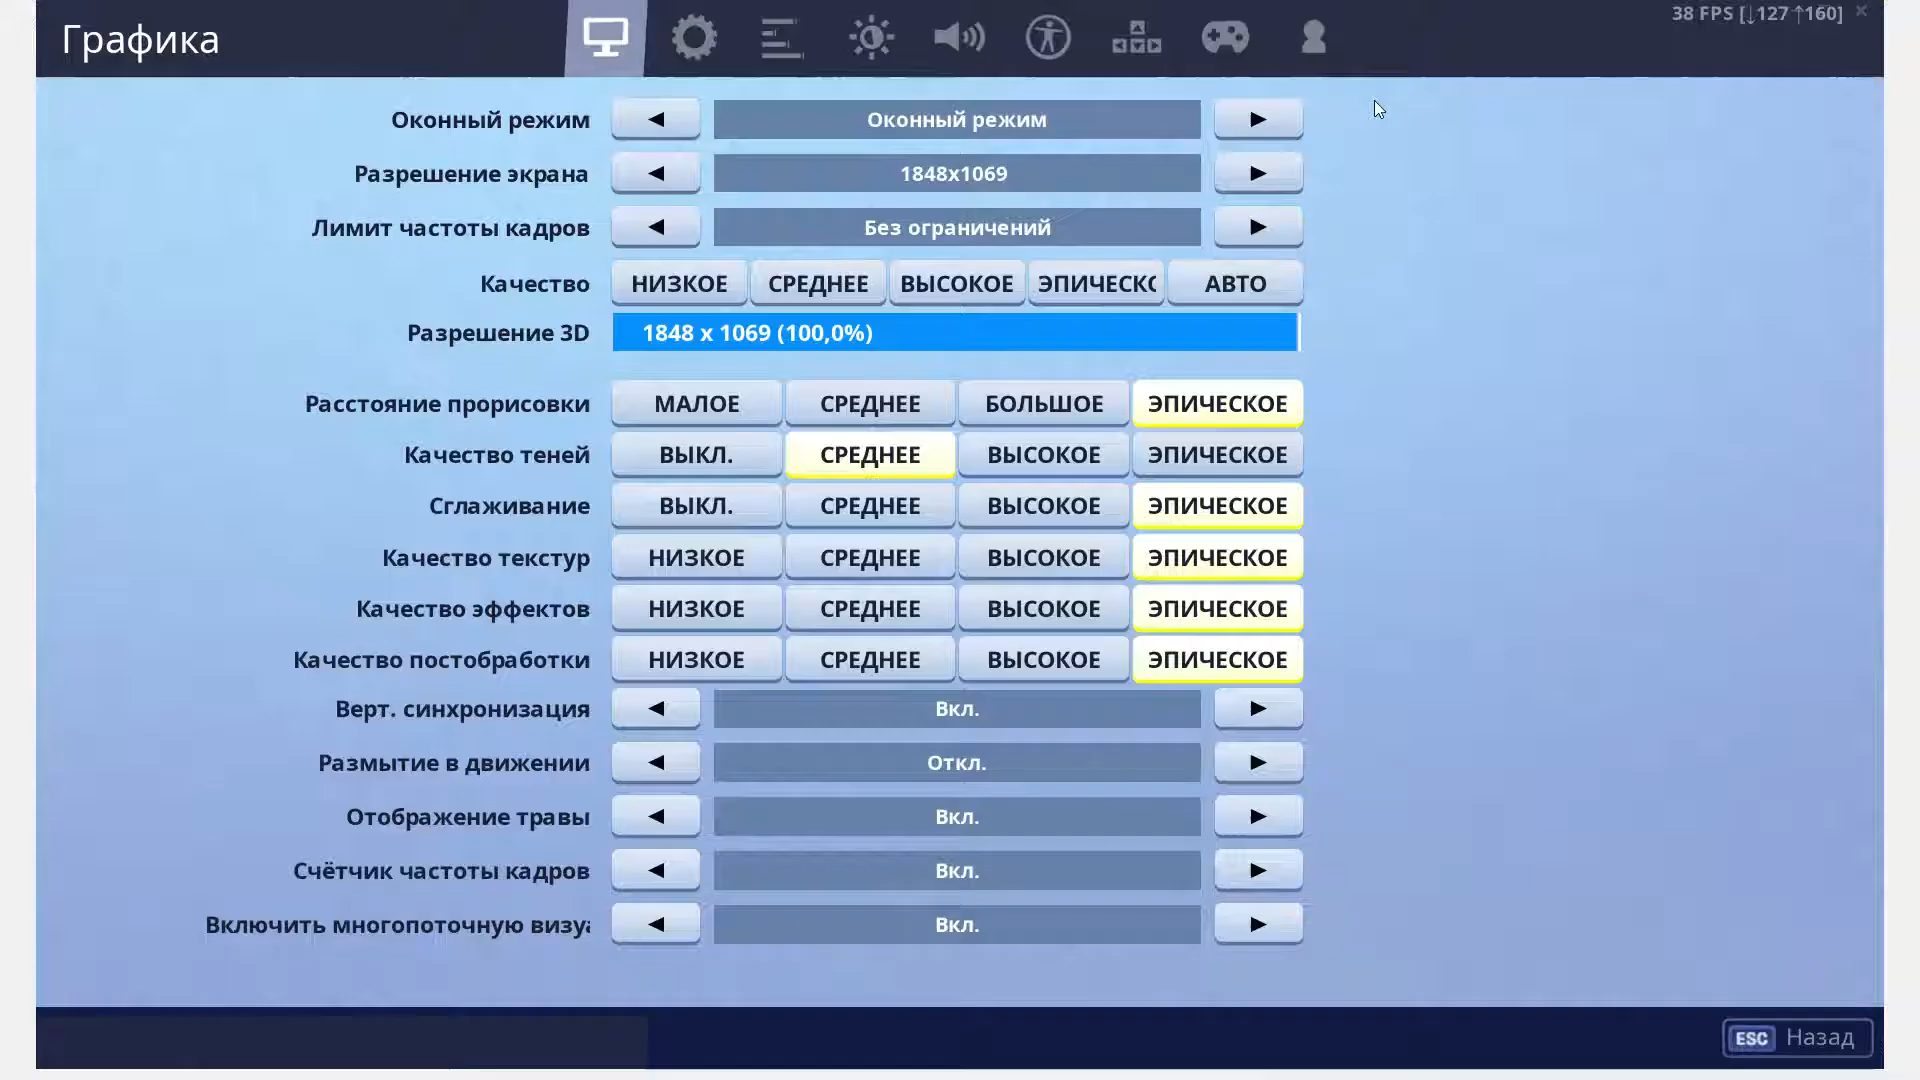 Графика
38 FPS [↓127 ↑160]
Оконный режим ◀ Оконный режим ▶
Разрешение экрана ◀ 1848x1069 ▶
Лимит частоты кадров ◀ Без ограничений ▶
Качество НИЗКОЕ СРЕДНЕЕ ВЫСОКОЕ ЭПИЧЕСКО АВТО
Разрешение 3D 1848 x 1069 (100,0%)
Расстояние прорисовки МАЛОЕ СРЕДНЕЕ БОЛЬШОЕ ЭПИЧЕСКОЕ
Качество теней ВЫКЛ. СРЕДНЕЕ ВЫСОКОЕ ЭПИЧЕСКОЕ
Сглаживание ВЫКЛ. СРЕДНЕЕ ВЫСОКОЕ ЭПИЧЕСКОЕ
Качество текстур НИЗКОЕ СРЕДНЕЕ ВЫСОКОЕ ЭПИЧЕСКОЕ
Качество эффектов НИЗКОЕ СРЕДНЕЕ ВЫСОКОЕ ЭПИЧЕСКОЕ
Качество постобработки НИЗКОЕ СРЕДНЕЕ ВЫСОКОЕ ЭПИЧЕСКОЕ
Верт. синхронизация ◀ Вкл. ▶
Размытие в движении ◀ Откл. ▶
Отображение травы ◀ Вкл. ▶
Счётчик частоты кадров ◀ Вкл. ▶
Включить многопоточную визуа ◀ Вкл. ▶
ESC Назад